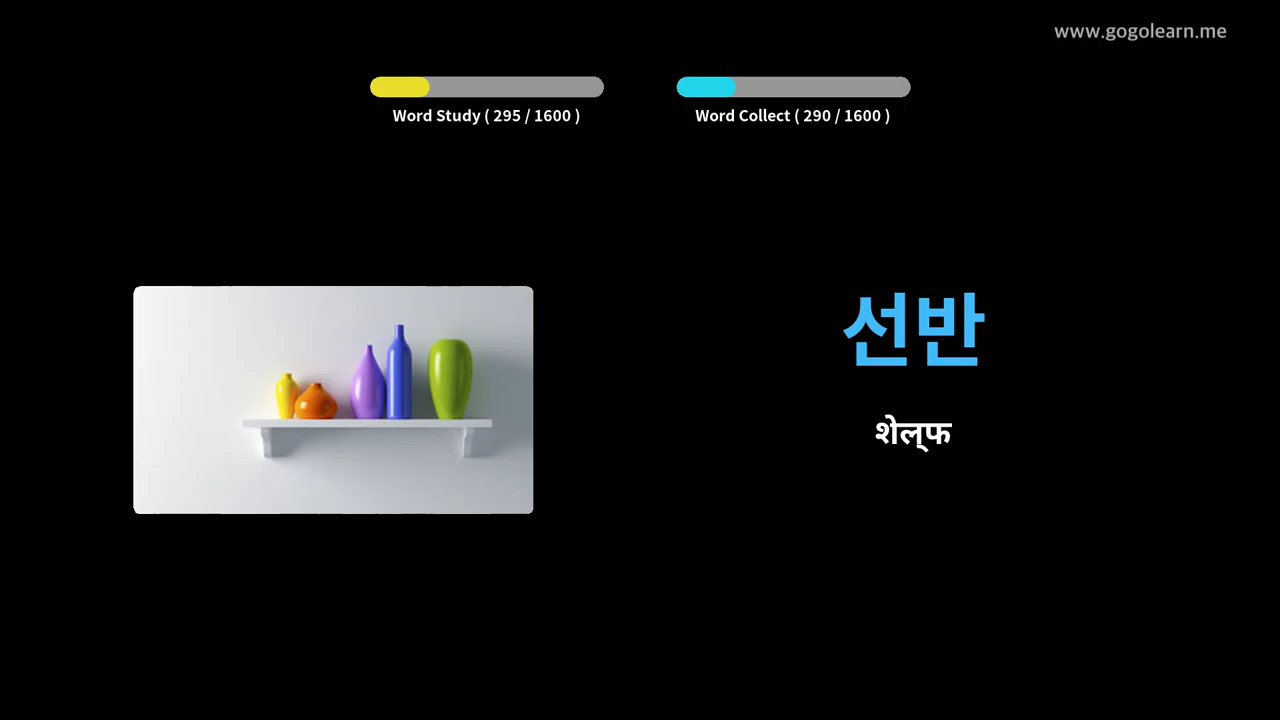 www.gogolearn.me
Word Study ( 295 / 1600 )
Word Collect ( 290 / 1600 )
선반
शेल्फ